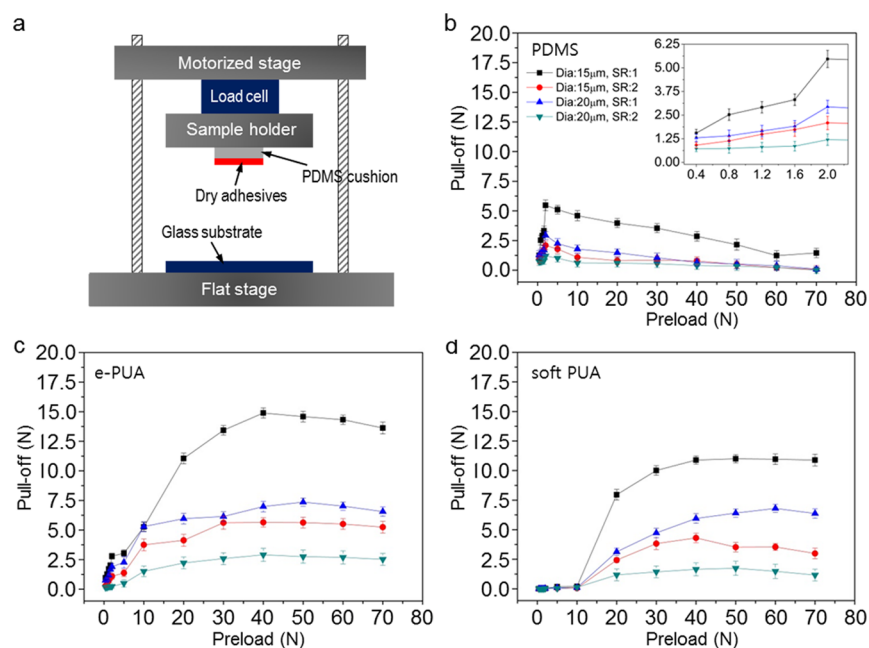 a
Motorized stage
Load cell
Sample holder
PDMS cushion
Dry adhesives
Glass substrate
Flat stage
b
PDMS
Dia:15μm, SR:1
Dia:15μm, SR:2
Dia:20μm, SR:1
Dia:20μm, SR:2
6.25
5.00
3.75
2.50
1.25
0.00
0.4 0.8 1.2 1.6 2.0
20.0
17.5
15.0
12.5
10.0
7.5
5.0
2.5
0.0
Pull-off (N)
0 10 20 30 40 50 60 70 80
Preload (N)
c
e-PUA
20.0
17.5
15.0
12.5
10.0
7.5
5.0
2.5
0.0
Pull-off (N)
0 10 20 30 40 50 60 70 80
Preload (N)
d
soft PUA
20.0
17.5
15.0
12.5
10.0
7.5
5.0
2.5
0.0
Pull-off (N)
0 10 20 30 40 50 60 70 80
Preload (N)